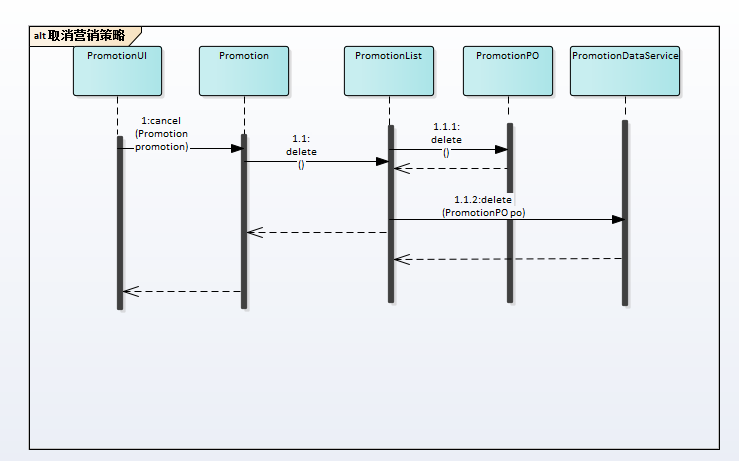 alt 取消营销策略
PromotionUI
Promotion
PromotionList
PromotionPO
PromotionDataService
1:cancel
(Promotion
promotion)
1.1:
delete
()
1.1.1:
delete
()
1.1.2:delete
(PromotionPO po)